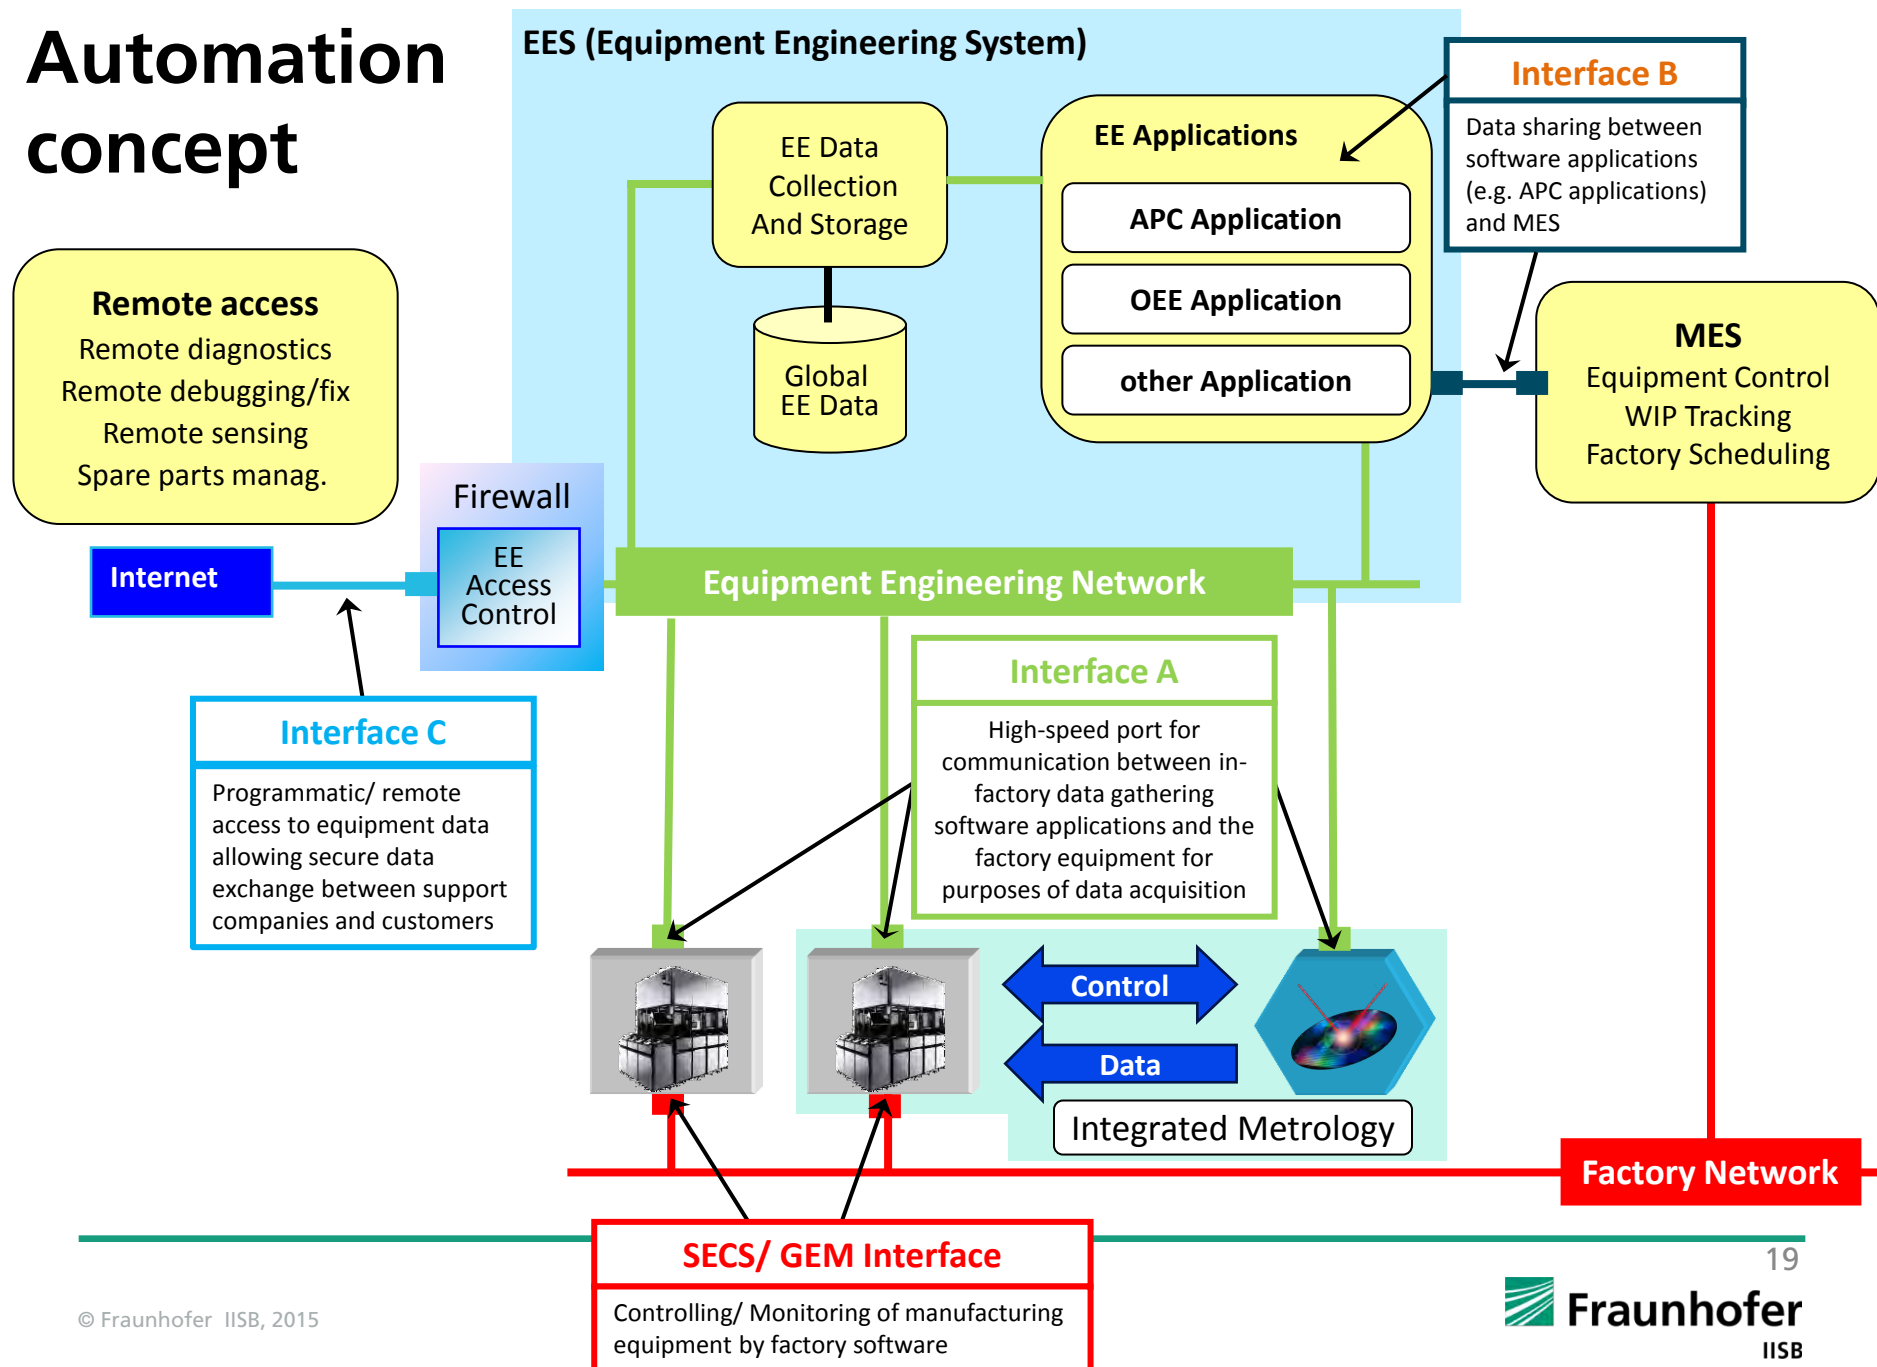 Automation
concept
EES (Equipment Engineering System)
EE Data
Collection
And Storage
Global
EE Data
EE Applications
APC Application
OEE Application
other Application
Interface B
Data sharing between
software applications
(e.g. APC applications)
and MES
MES
Equipment Control
WIP Tracking
Factory Scheduling
Remote access
Remote diagnostics
Remote debugging/fix
Remote sensing
Spare parts manag.
Internet
Firewall
EE
Access
Control
Equipment Engineering Network
Interface C
Programmatic/ remote
access to equipment data
allowing secure data
exchange between support
companies and customers
Interface A
High-speed port for
communication between in-
factory data gathering
software applications and the
factory equipment for
purposes of data acquisition
Control
Data
Integrated Metrology
Factory Network
SECS/ GEM Interface
Controlling/ Monitoring of manufacturing
equipment by factory software
© Fraunhofer IISB, 2015
19
Fraunhofer
IISB